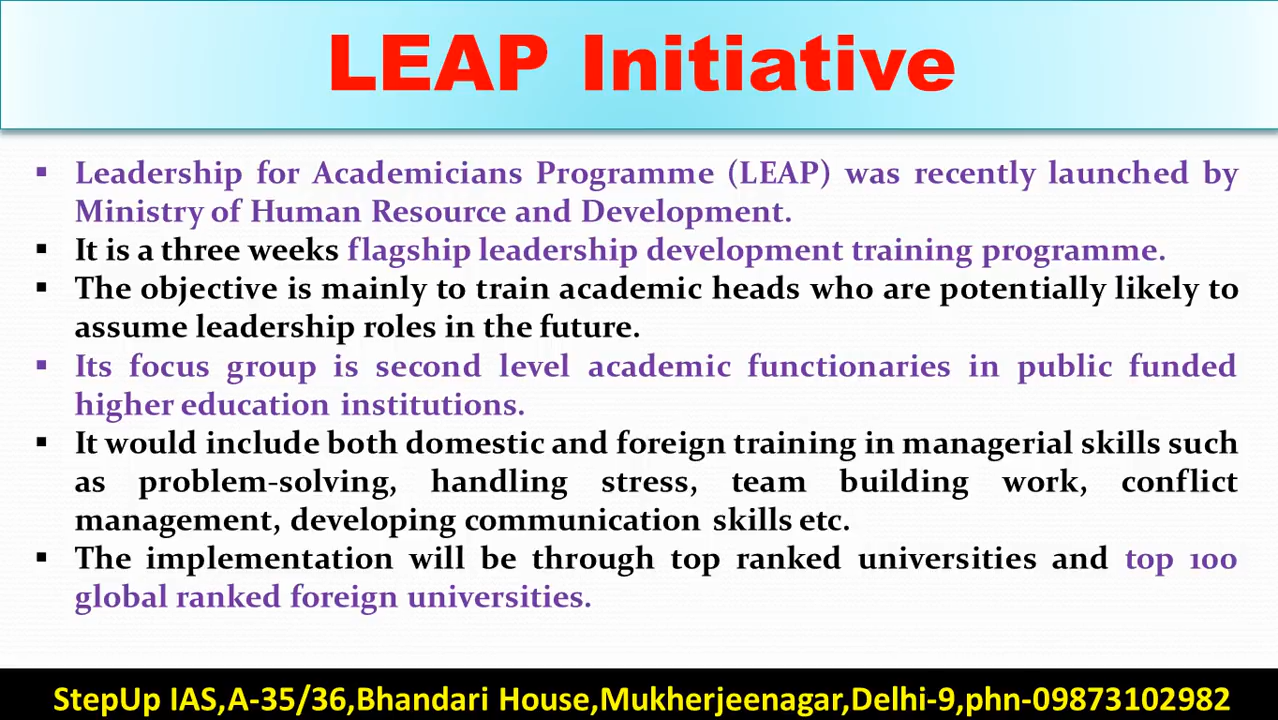 LEAP Initiative
▪ Leadership for Academicians Programme (LEAP) was recently launched by
Ministry of Human Resource and Development.
▪ It is a three weeks flagship leadership development training programme.
▪ The objective is mainly to train academic heads who are potentially likely to
assume leadership roles in the future.
▪ Its focus group is second level academic functionaries in public funded
higher education institutions.
▪ It would include both domestic and foreign training in managerial skills such
as problem-solving, handling stress, team building work, conflict
management, developing communication skills etc.
▪ The implementation will be through top ranked universities and top 100
global ranked foreign universities.
StepUp IAS,A-35/36,Bhandari House,Mukherjeenagar,Delhi-9,phn-09873102982